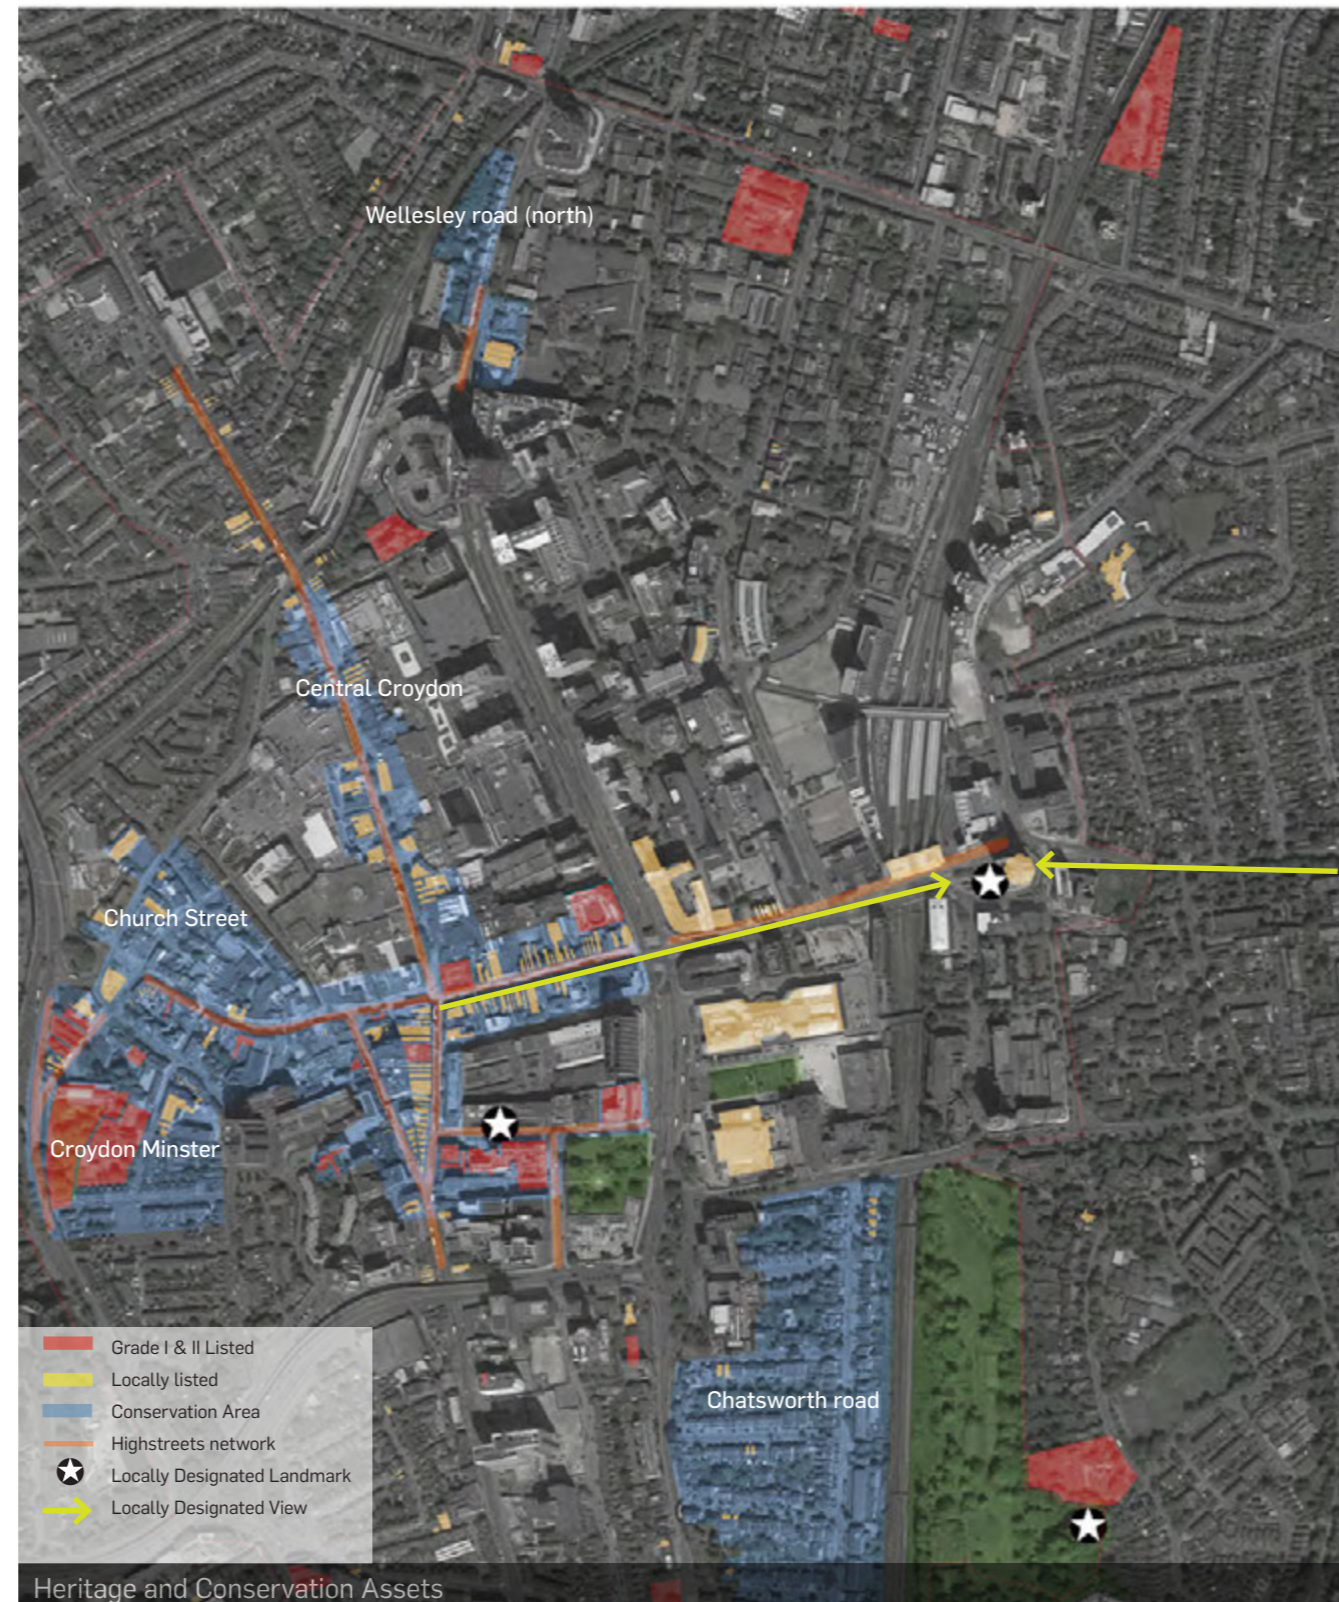 Wellesley road (north)
Central Croydon
Church Street
Croydon Minster
Chatsworth road
Grade I & II Listed
Locally listed
Conservation Area
Highstreets network
Locally Designated Landmark
Locally Designated View
Heritage and Conservation Assets